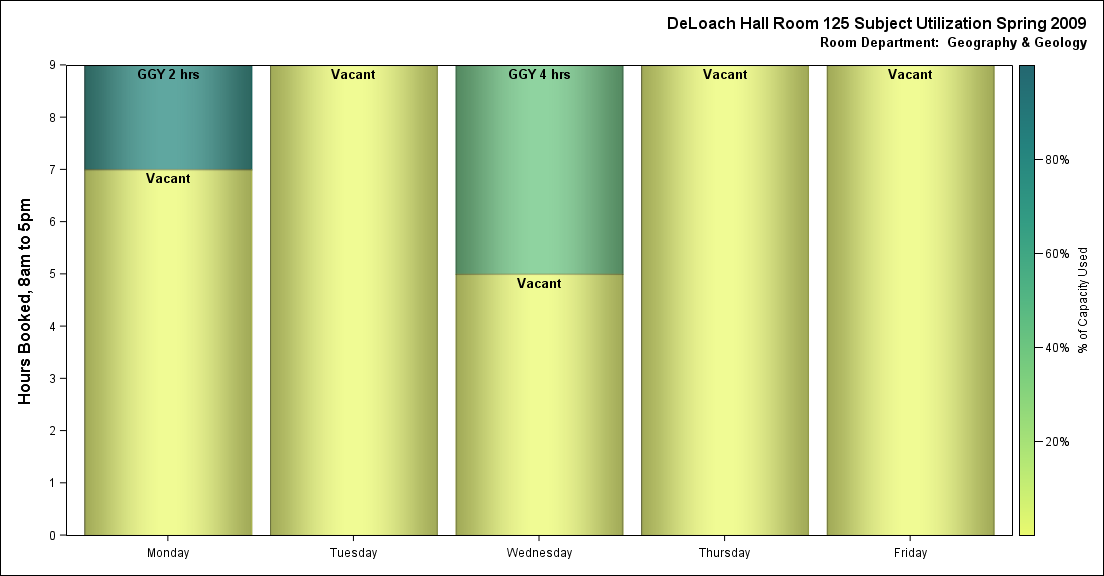 DeLoach Hall Room 125 Subject Utilization Spring 2009
Room Department: Geography & Geology
Hours Booked, 8am to 5pm
9
8
7
6
5
4
3
2
1
0
GGY 2 hrs
Vacant
Vacant
GGY 4 hrs
Vacant
Vacant
Vacant
Monday
Tuesday
Wednesday
Thursday
Friday
80%
60%
40%
20%
% of Capacity Used